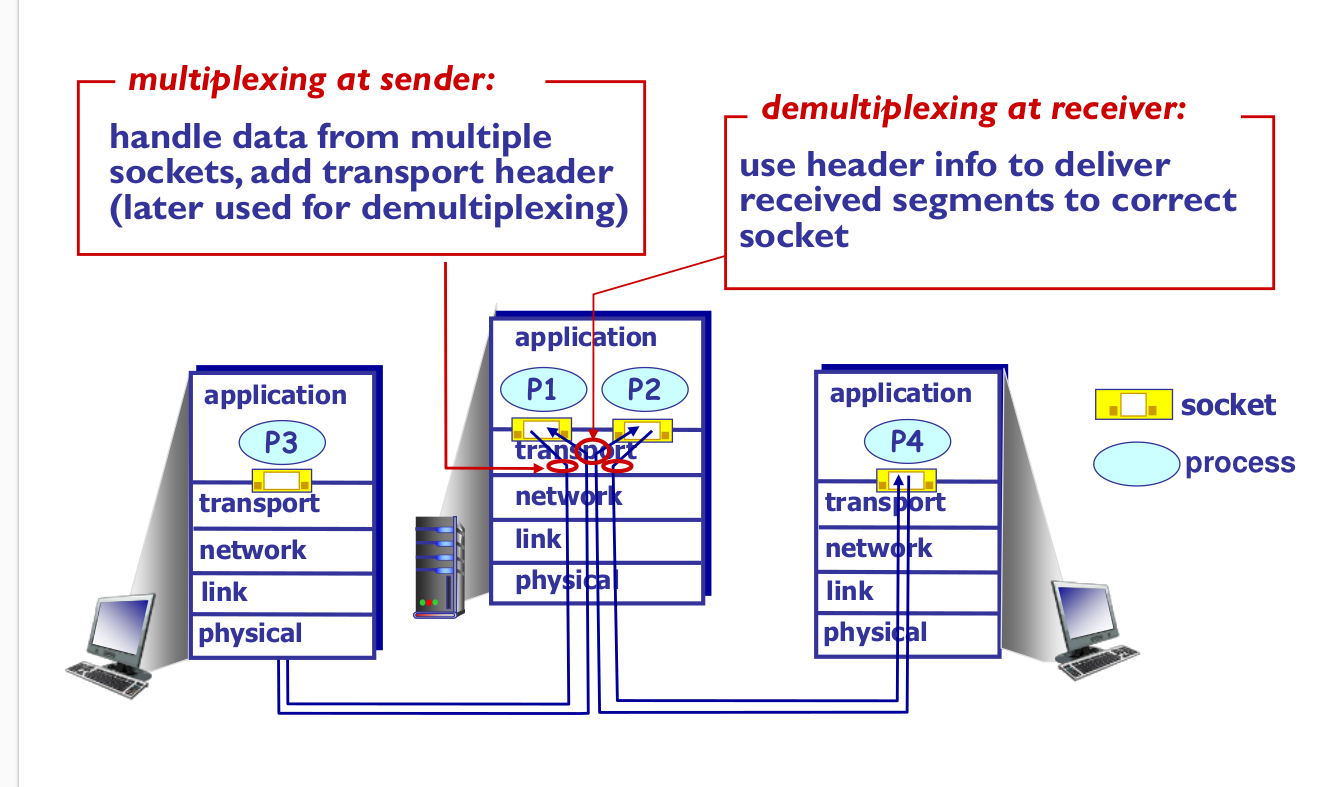 multiplexing at sender:
handle data from multiple
sockets, add transport header
(later used for demultiplexing)
demultiplexing at receiver:
use header info to deliver
received segments to correct
socket
application
P3
transport
network
link
physical
application
P1
P2
transport
network
link
physical
application
P4
transport
network
link
physical
socket
process